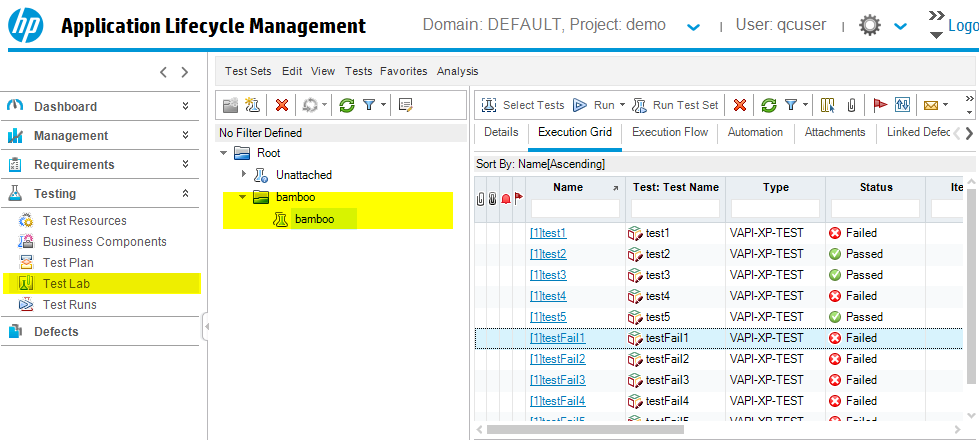 hp Application Lifecycle Management Domain: DEFAULT, Project: demo User: qcuser Logo
Dashboard
Management
Requirements
Testing
Test Resources
Business Components
Test Plan
Test Lab
Test Runs
Defects
Test Sets Edit View Tests Favorites Analysis
No Filter Defined
Root
Unattached
bamboo
bamboo
Select Tests Run Run Test Set
Details Execution Grid Execution Flow Automation Attachments Linked Defec
Sort By: Name[Ascending]
Name Test: Test Name Type Status Ite
[1]test1 test1 VAPI-XP-TEST Failed
[1]test2 test2 VAPI-XP-TEST Passed
[1]test3 test3 VAPI-XP-TEST Passed
[1]test4 test4 VAPI-XP-TEST Failed
[1]test5 test5 VAPI-XP-TEST Passed
[1]testFail1 testFail1 VAPI-XP-TEST Failed
[1]testFail2 testFail2 VAPI-XP-TEST Failed
[1]testFail3 testFail3 VAPI-XP-TEST Failed
[1]testFail4 testFail4 VAPI-XP-TEST Failed
[1]testFail5 testFail5 VAPI-XP-TEST Failed